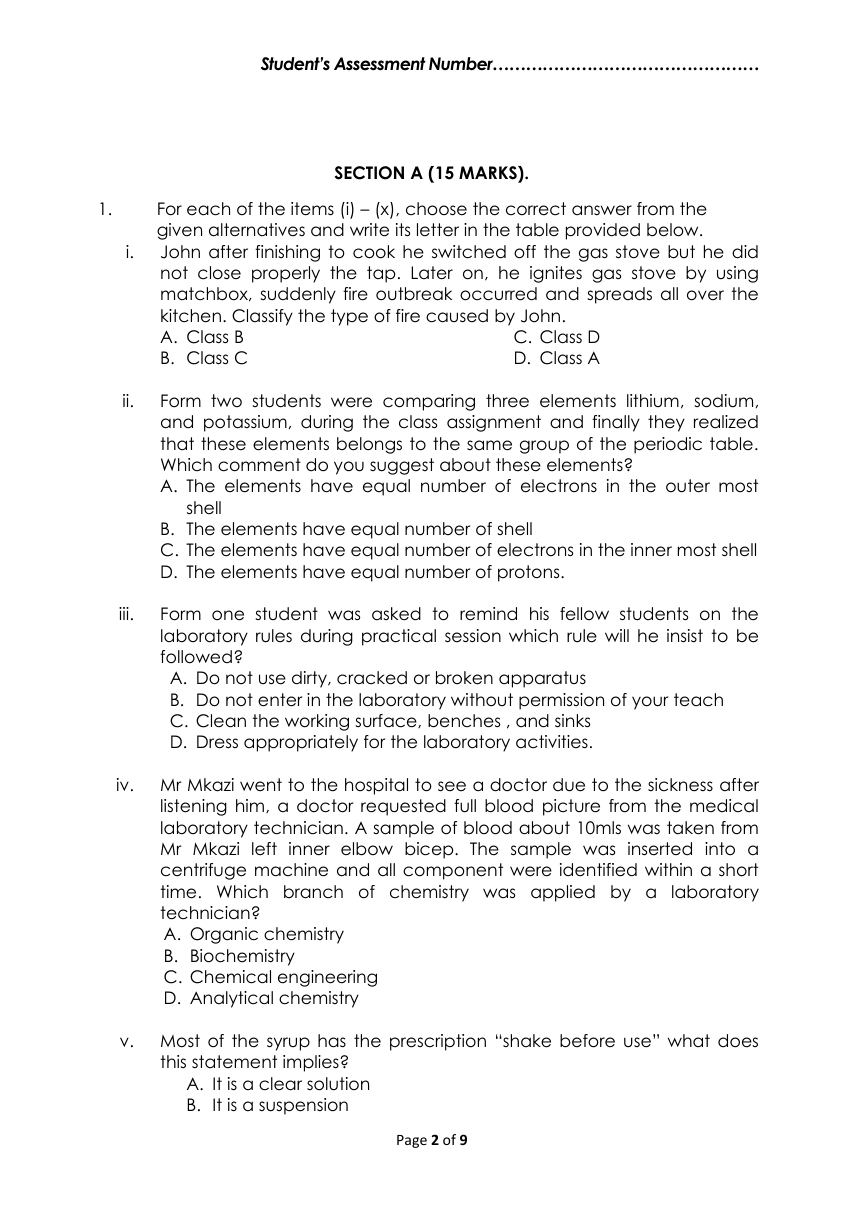 Student's Assessment Number…………………………………………
SECTION A (15 MARKS).
1. For each of the items (i) – (x), choose the correct answer from the
given alternatives and write its letter in the table provided below.
i. John after finishing to cook he switched off the gas stove but he did
not close properly the tap. Later on, he ignites gas stove by using
matchbox, suddenly fire outbreak occurred and spreads all over the
kitchen. Classify the type of fire caused by John.
A. Class B C. Class D
B. Class C D. Class A
ii. Form two students were comparing three elements lithium, sodium,
and potassium, during the class assignment and finally they realized
that these elements belongs to the same group of the periodic table.
Which comment do you suggest about these elements?
A. The elements have equal number of electrons in the outer most
shell
B. The elements have equal number of shell
C. The elements have equal number of electrons in the inner most shell
D. The elements have equal number of protons.
iii. Form one student was asked to remind his fellow students on the
laboratory rules during practical session which rule will he insist to be
followed?
A. Do not use dirty, cracked or broken apparatus
B. Do not enter in the laboratory without permission of your teach
C. Clean the working surface, benches , and sinks
D. Dress appropriately for the laboratory activities.
iv. Mr Mkazi went to the hospital to see a doctor due to the sickness after
listening him, a doctor requested full blood picture from the medical
laboratory technician. A sample of blood about 10mls was taken from
Mr Mkazi left inner elbow bicep. The sample was inserted into a
centrifuge machine and all component were identified within a short
time. Which branch of chemistry was applied by a laboratory
technician?
A. Organic chemistry
B. Biochemistry
C. Chemical engineering
D. Analytical chemistry
v. Most of the syrup has the prescription “shake before use” what does
this statement implies?
A. It is a clear solution
B. It is a suspension
Page 2 of 9